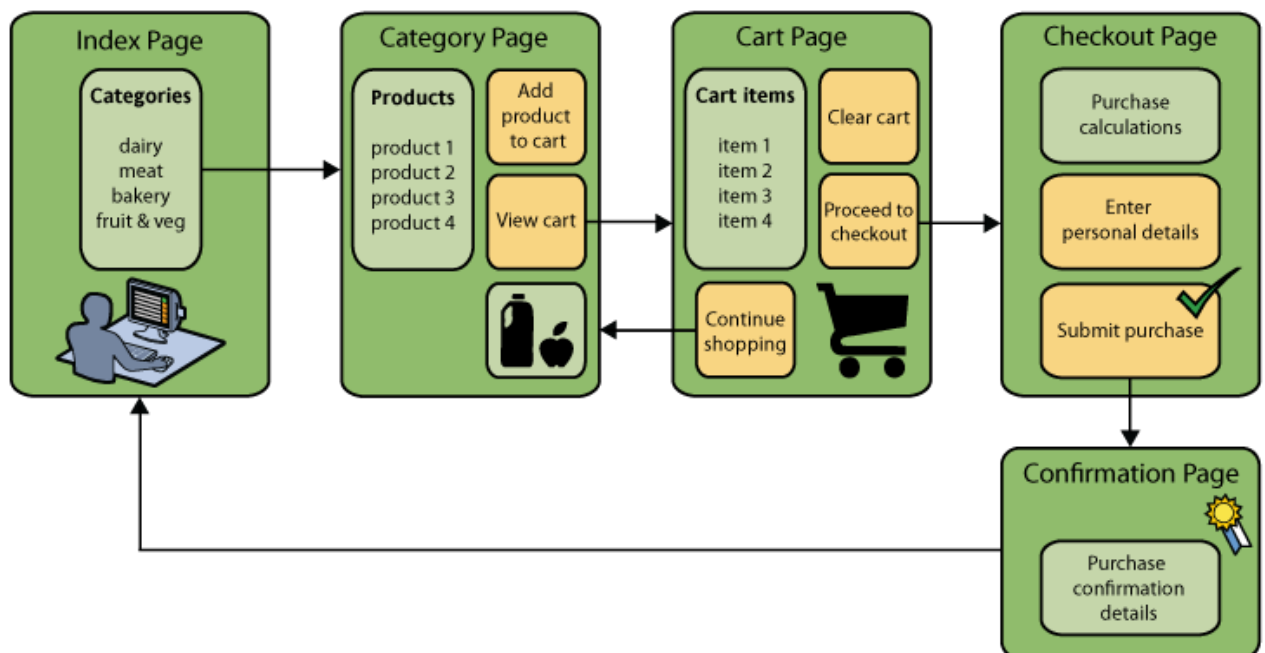 Index Page
Categories
dairy
meat
bakery
fruit & veg
Category Page
Products
product 1
product 2
product 3
product 4
Add
product
to cart
View cart
Cart Page
Cart items
item 1
item 2
item 3
item 4
Clear cart
Proceed to
checkout
Continue
shopping
Checkout Page
Purchase
calculations
Enter
personal details
Submit purchase
Confirmation Page
Purchase
confirmation
details